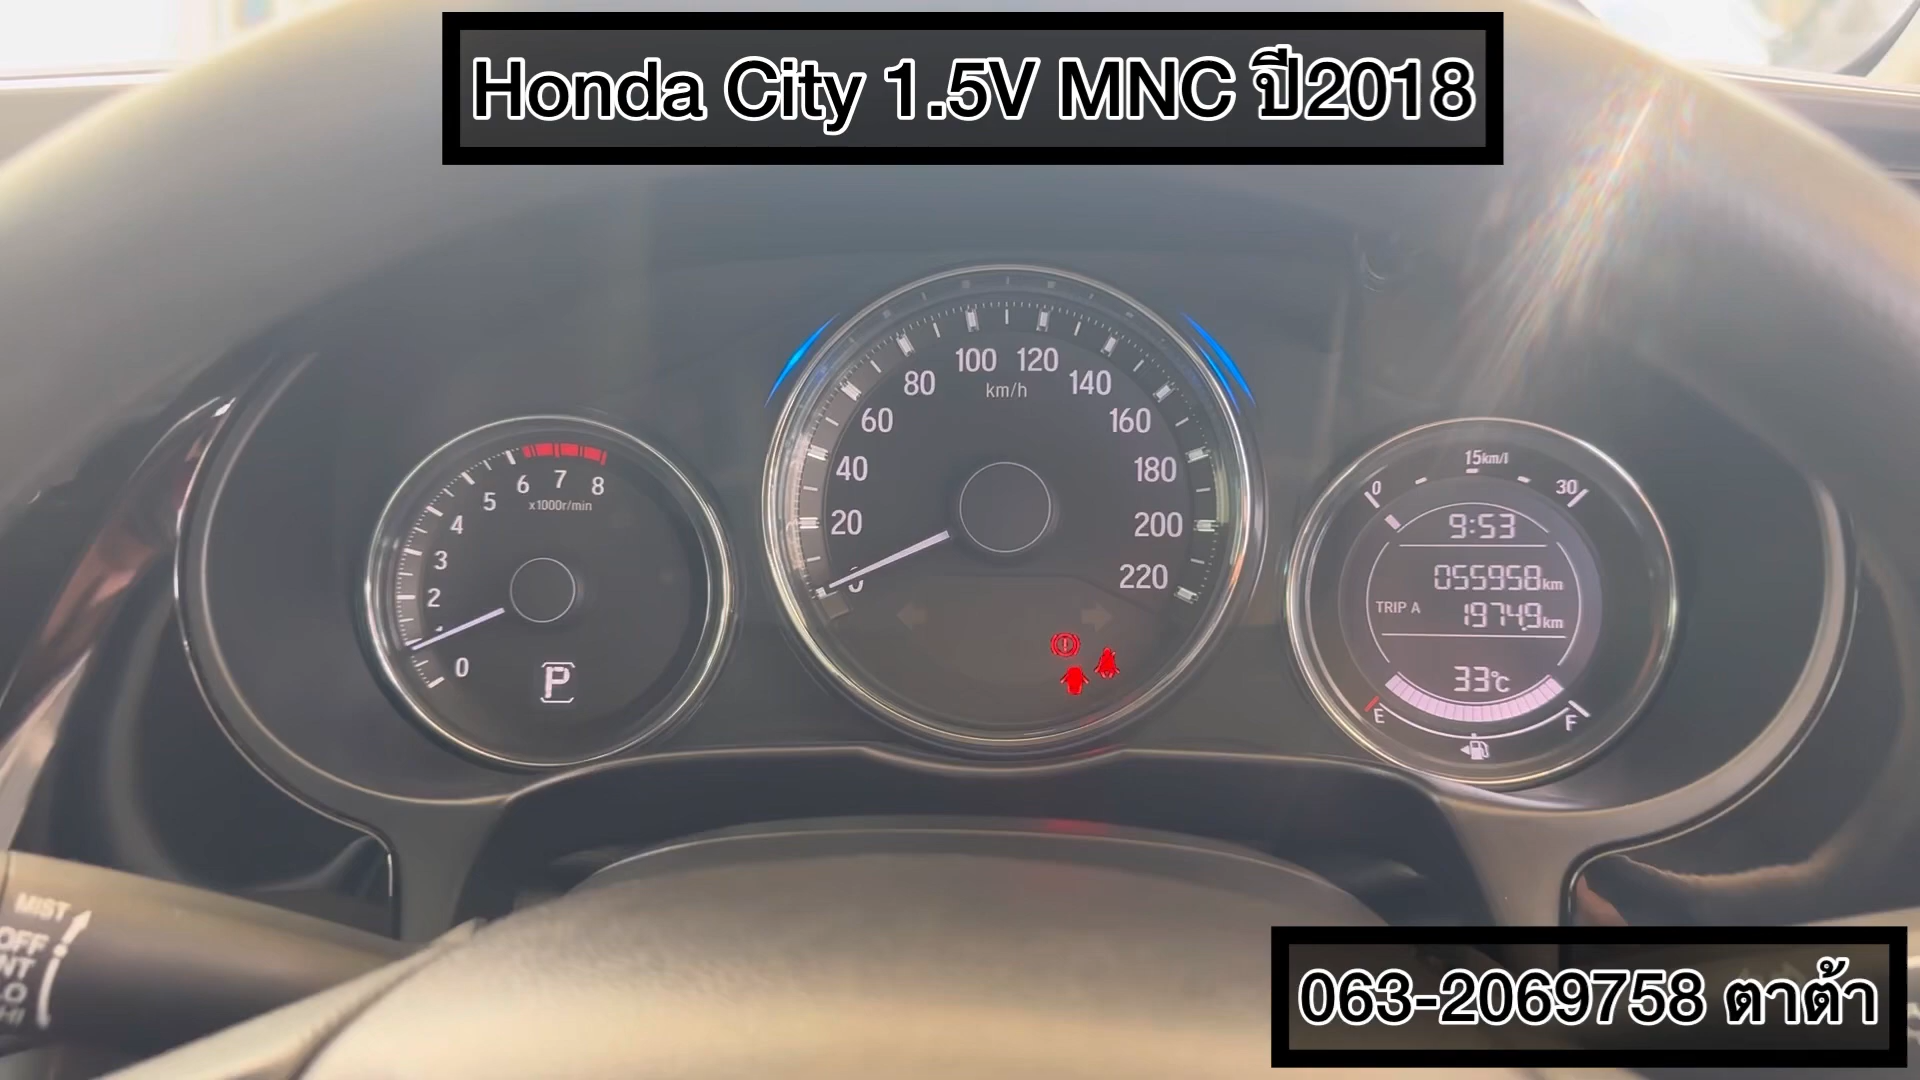 Honda City 1.5V MNC ปี2018
100 120
80 km/h 140
60 160
40 180
20 200
220
6 7 8
5 x1000r/min
4
3
2
0
P
15km/l
0 30
9:53
055958km
TRIP A 1974.9km
33°c
E F
MIST
OFF
063-2069758 ตาต้า